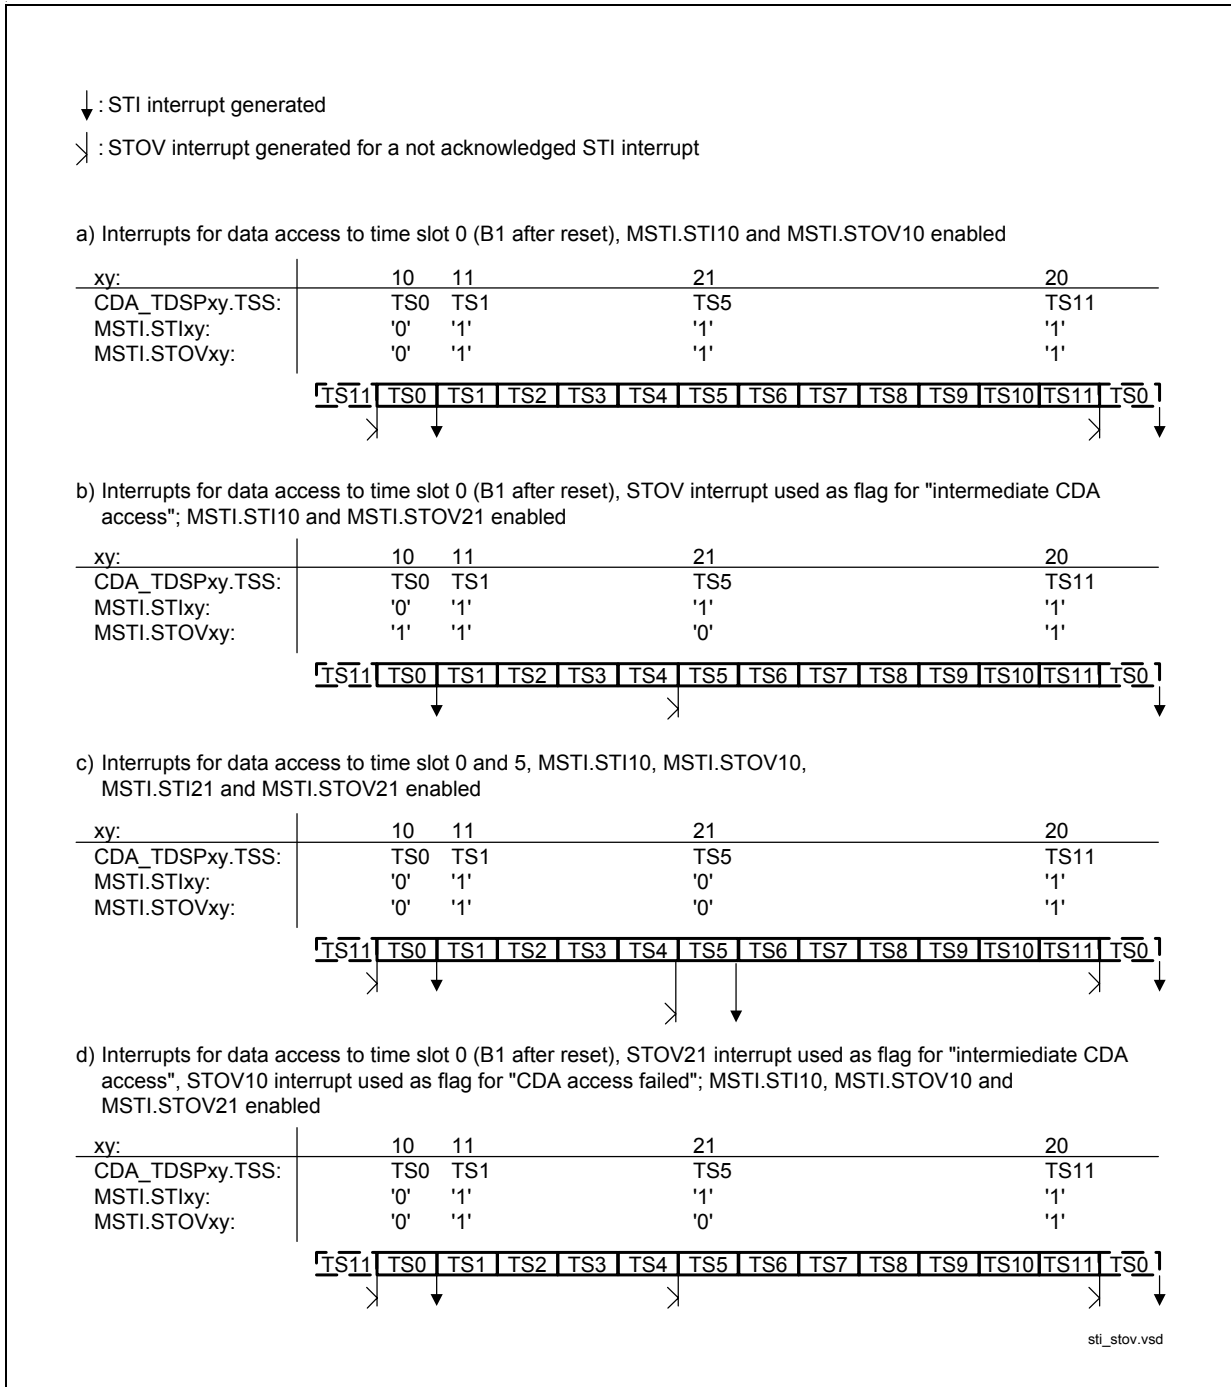 : STI interrupt generated
: STOV interrupt generated for a not acknowledged STI interrupt
a) Interrupts for data access to time slot 0 (B1 after reset), MSTI.STI10 and MSTI.STOV10 enabled
xy: 10 11 21 20
CDA_TDSPxy.TSS: TS0 TS1 TS5 TS11
MSTI.STIxy: '0' '1' '1' '1'
MSTI.STOVxy: '0' '1' '1' '1'
TS11 TS0 TS1 TS2 TS3 TS4 TS5 TS6 TS7 TS8 TS9 TS10 TS11 TS0
b) Interrupts for data access to time slot 0 (B1 after reset), STOV interrupt used as flag for "intermediate CDA
access"; MSTI.STI10 and MSTI.STOV21 enabled
xy: 10 11 21 20
CDA_TDSPxy.TSS: TS0 TS1 TS5 TS11
MSTI.STIxy: '0' '1' '1' '1'
MSTI.STOVxy: '1' '1' '0' '1'
TS11 TS0 TS1 TS2 TS3 TS4 TS5 TS6 TS7 TS8 TS9 TS10 TS11 TS0
c) Interrupts for data access to time slot 0 and 5, MSTI.STI10, MSTI.STOV10,
MSTI.STI21 and MSTI.STOV21 enabled
xy: 10 11 21 20
CDA_TDSPxy.TSS: TS0 TS1 TS5 TS11
MSTI.STIxy: '0' '1' '0' '1'
MSTI.STOVxy: '0' '1' '0' '1'
TS11 TS0 TS1 TS2 TS3 TS4 TS5 TS6 TS7 TS8 TS9 TS10 TS11 TS0
d) Interrupts for data access to time slot 0 (B1 after reset), STOV21 interrupt used as flag for "intermiediate CDA
access", STOV10 interrupt used as flag for "CDA access failed"; MSTI.STI10, MSTI.STOV10 and
MSTI.STOV21 enabled
xy: 10 11 21 20
CDA_TDSPxy.TSS: TS0 TS1 TS5 TS11
MSTI.STIxy: '0' '1' '1' '1'
MSTI.STOVxy: '0' '1' '0' '1'
TS11 TS0 TS1 TS2 TS3 TS4 TS5 TS6 TS7 TS8 TS9 TS10 TS11 TS0
sti_stov.vsd